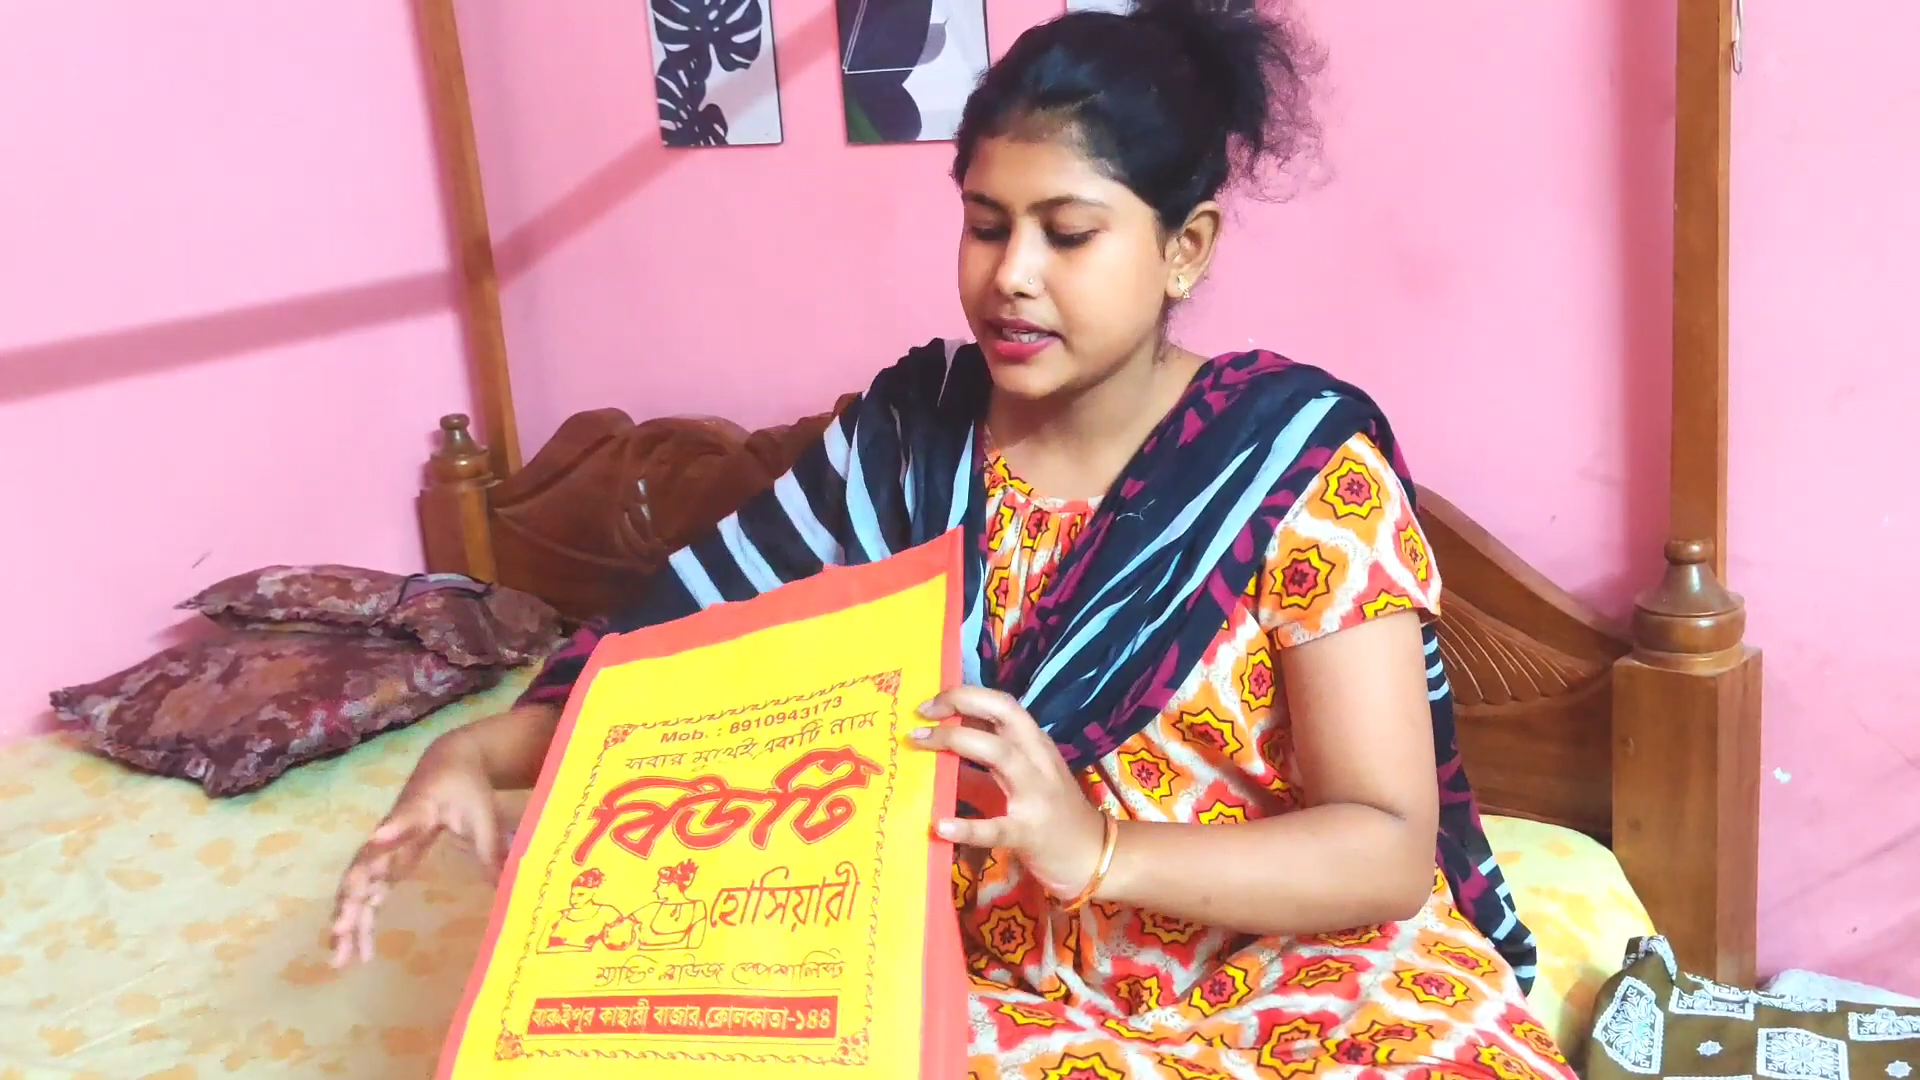 Mob. : 8910943173
সবার মুখেই একটি নাম
বিউটি
হোসিয়ারী
ম্যাচিং ব্লাউজ স্পেশালিস্ট
বারুইপুর কাছারী বাজার,কোলকাতা-১৪৪